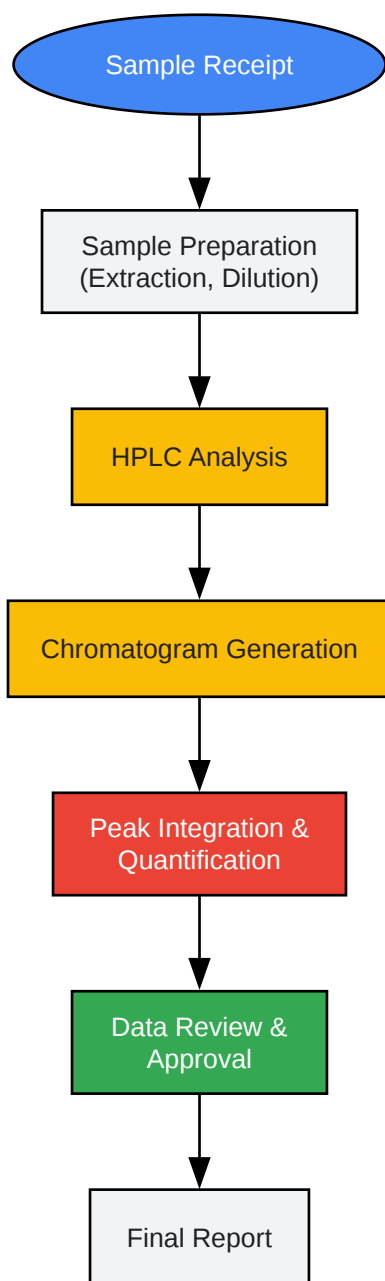 Sample Receipt
Sample Preparation
(Extraction, Dilution)
HPLC Analysis
Chromatogram Generation
Peak Integration &
Quantification
Data Review &
Approval
Final Report